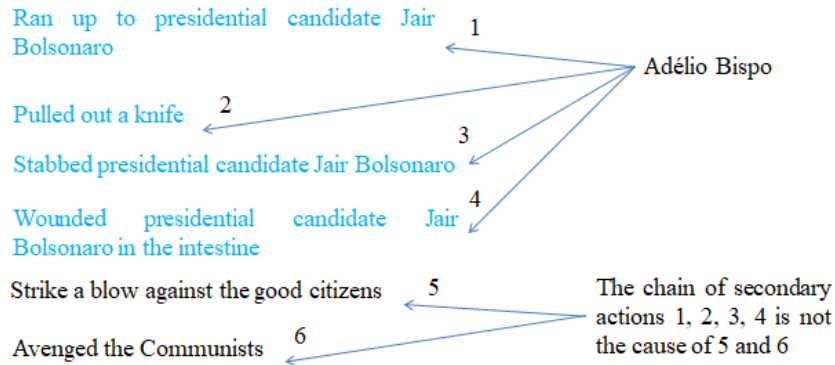 Ran up to presidential candidate Jair
Bolsonaro
1
Adélio Bispo
Pulled out a knife
2
3
Stabbed presidential candidate Jair Bolsonaro
4
Wounded presidential candidate Jair
Bolsonaro in the intestine
Strike a blow against the good citizens
5
Avenged the Communists
6
The chain of secondary
actions 1, 2, 3, 4 is not
the cause of 5 and 6